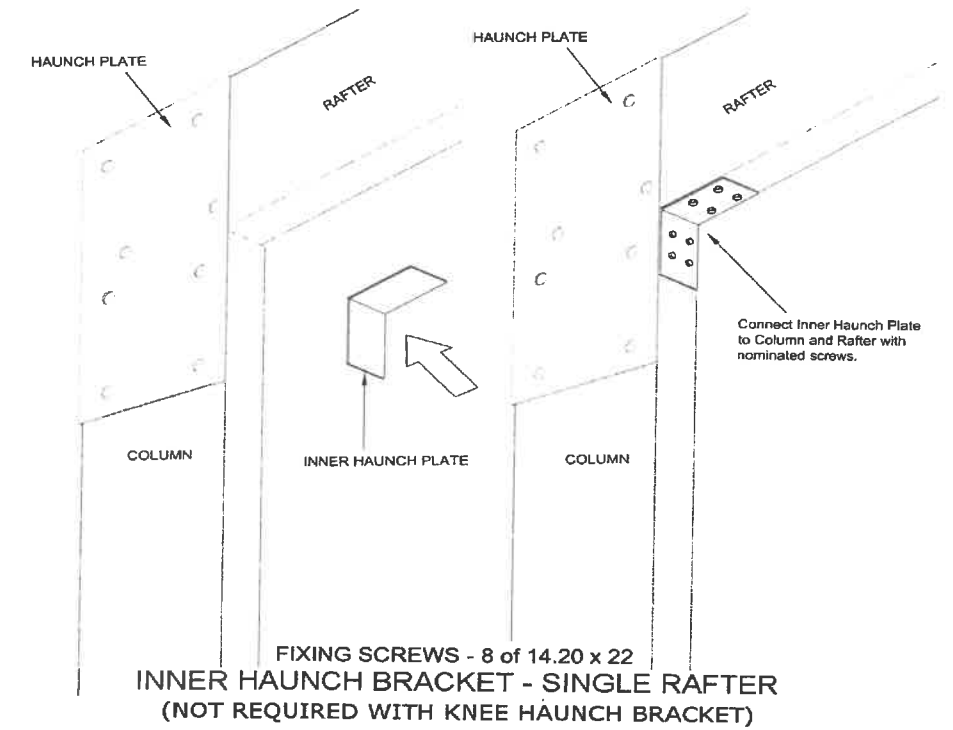 HAUNCH PLATE
RAFTER
COLUMN
INNER HAUNCH PLATE
HAUNCH PLATE
RAFTER
COLUMN
Connect Inner Haunch Plate
to Column and Rafter with
nominated screws.
FIXING SCREWS - 8 of 14.20 x 22
INNER HAUNCH BRACKET - SINGLE RAFTER
(NOT REQUIRED WITH KNEE HAUNCH BRACKET)